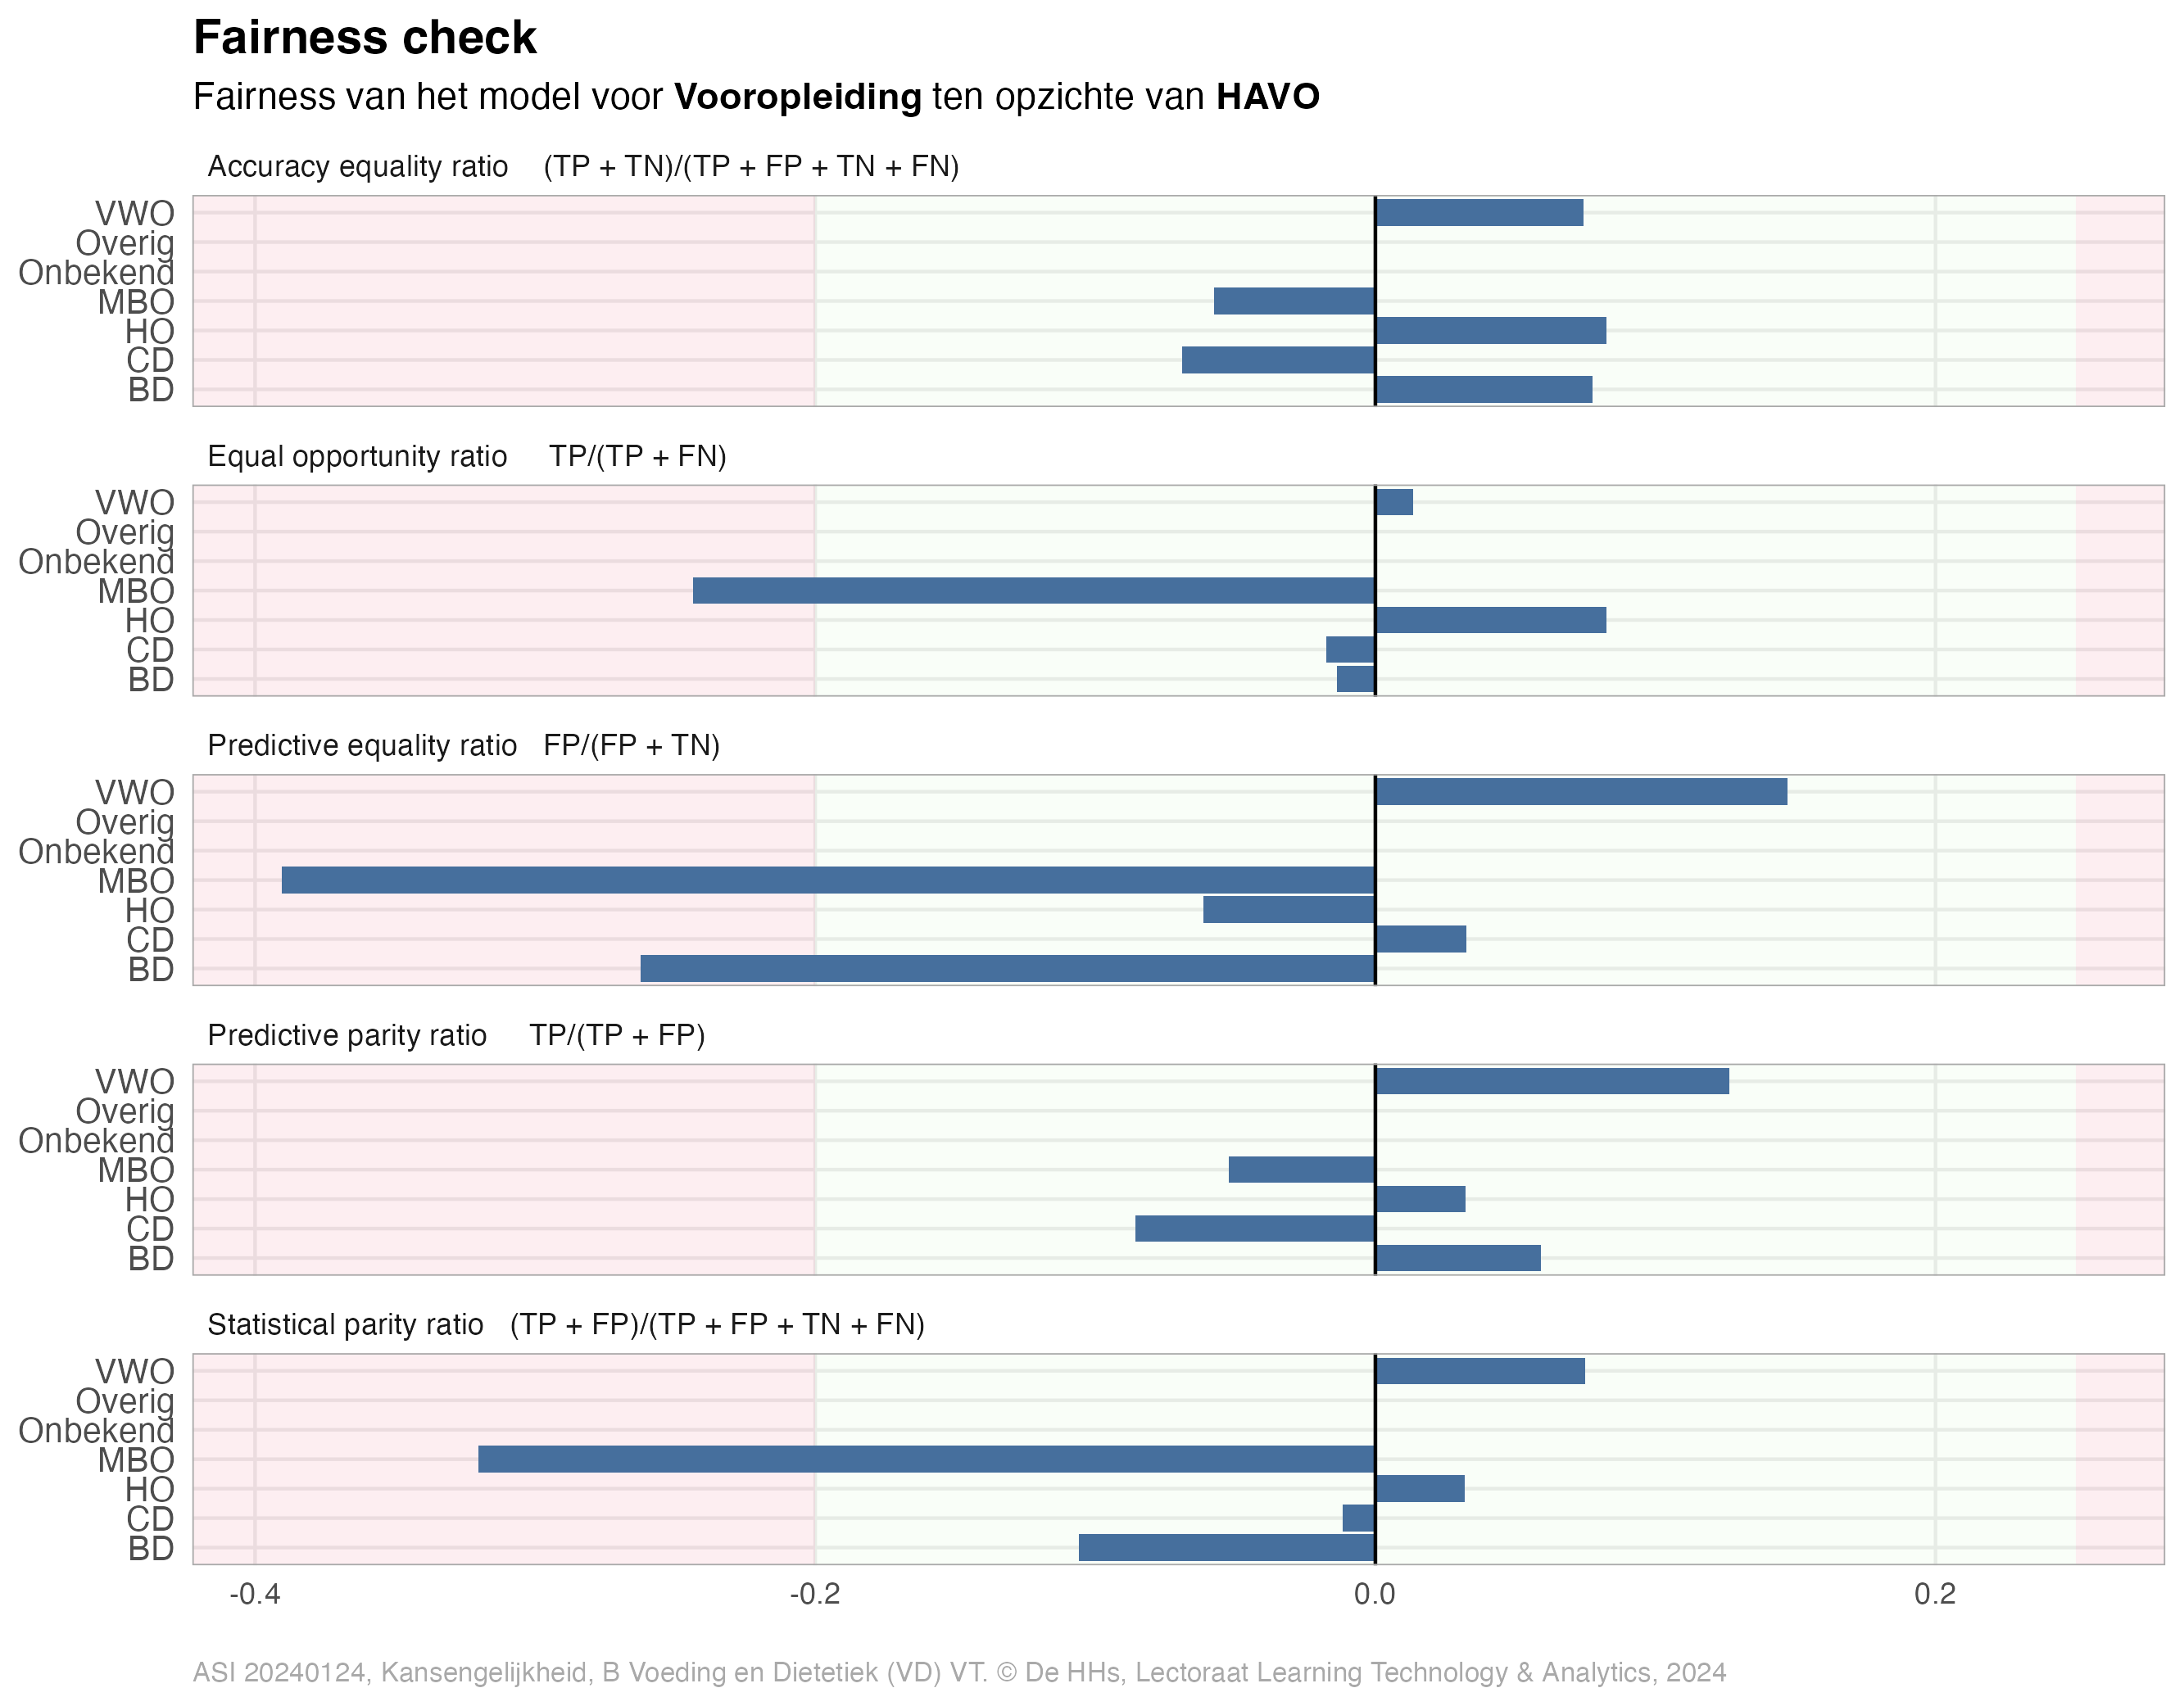 Fairness check
Fairness van het model voor Vooropleiding ten opzichte van HAVO
Accuracy equality ratio (TP + TN)/(TP + FP + TN + FN)
VWO
Overig
Onbekend
MBO
HO
CD
BD
Equal opportunity ratio TP/(TP + FN)
VWO
Overig
Onbekend
MBO
HO
CD
BD
Predictive equality ratio FP/(FP + TN)
VWO
Overig
Onbekend
MBO
HO
CD
BD
Predictive parity ratio TP/(TP + FP)
VWO
Overig
Onbekend
MBO
HO
CD
BD
Statistical parity ratio (TP + FP)/(TP + FP + TN + FN)
VWO
Overig
Onbekend
MBO
HO
CD
BD
-0.4 -0.2 0.0 0.2
ASI 20240124, Kansengelijkheid, B Voeding en Dietetiek (VD) VT. © De HHs, Lectoraat Learning Technology & Analytics, 2024